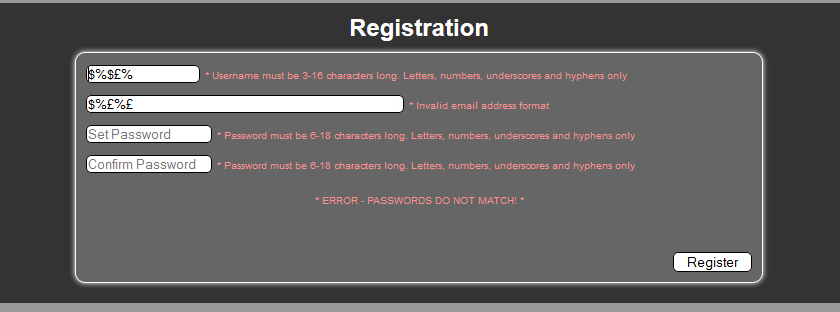 Registration
$%$£% * Username must be 3-16 characters long. Letters, numbers, underscores and hyphens only
$%£%£ * Invalid email address format
Set Password * Password must be 6-18 characters long. Letters, numbers, underscores and hyphens only
Confirm Password * Password must be 6-18 characters long. Letters, numbers, underscores and hyphens only
* ERROR - PASSWORDS DO NOT MATCH! *
Register